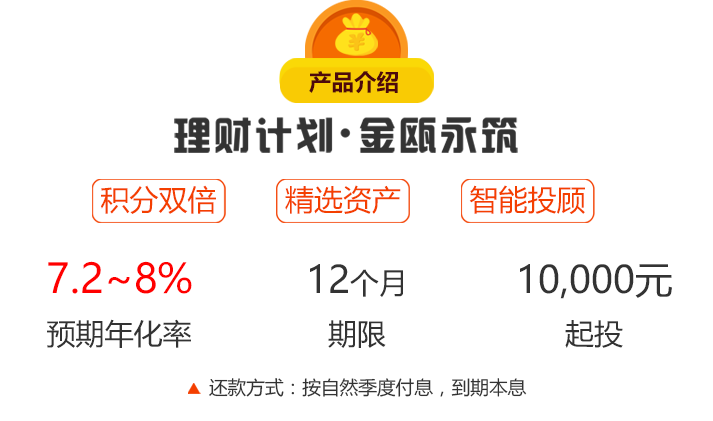 产品介绍
理财计划·金瓯永筑
积分双倍 精选资产 智能投顾
7.2~8% 12个月 10,000元
预期年化率 期限 起投
还款方式：按自然季度付息，到期本息